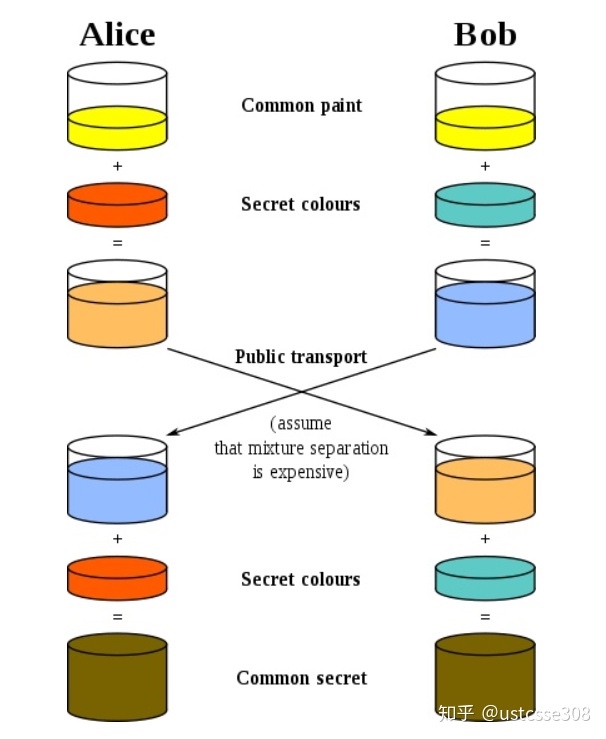 Alice
Bob
Common paint
+
+
Secret colours
=
=
Public transport
(assume
that mixture separation
is expensive)
+
+
Secret colours
=
=
Common secret
知乎 @ustcsse308